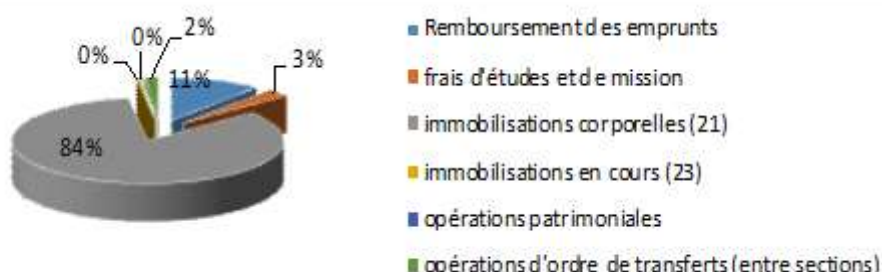 0% 0% 2%
3%
11%
84%
Remboursement des emprunts
frais d'études et de mission
immobilisations corporelles (21)
immobilisations en cours (23)
opérations patrimoniales
opérations d'ordre de transferts (entre sections)